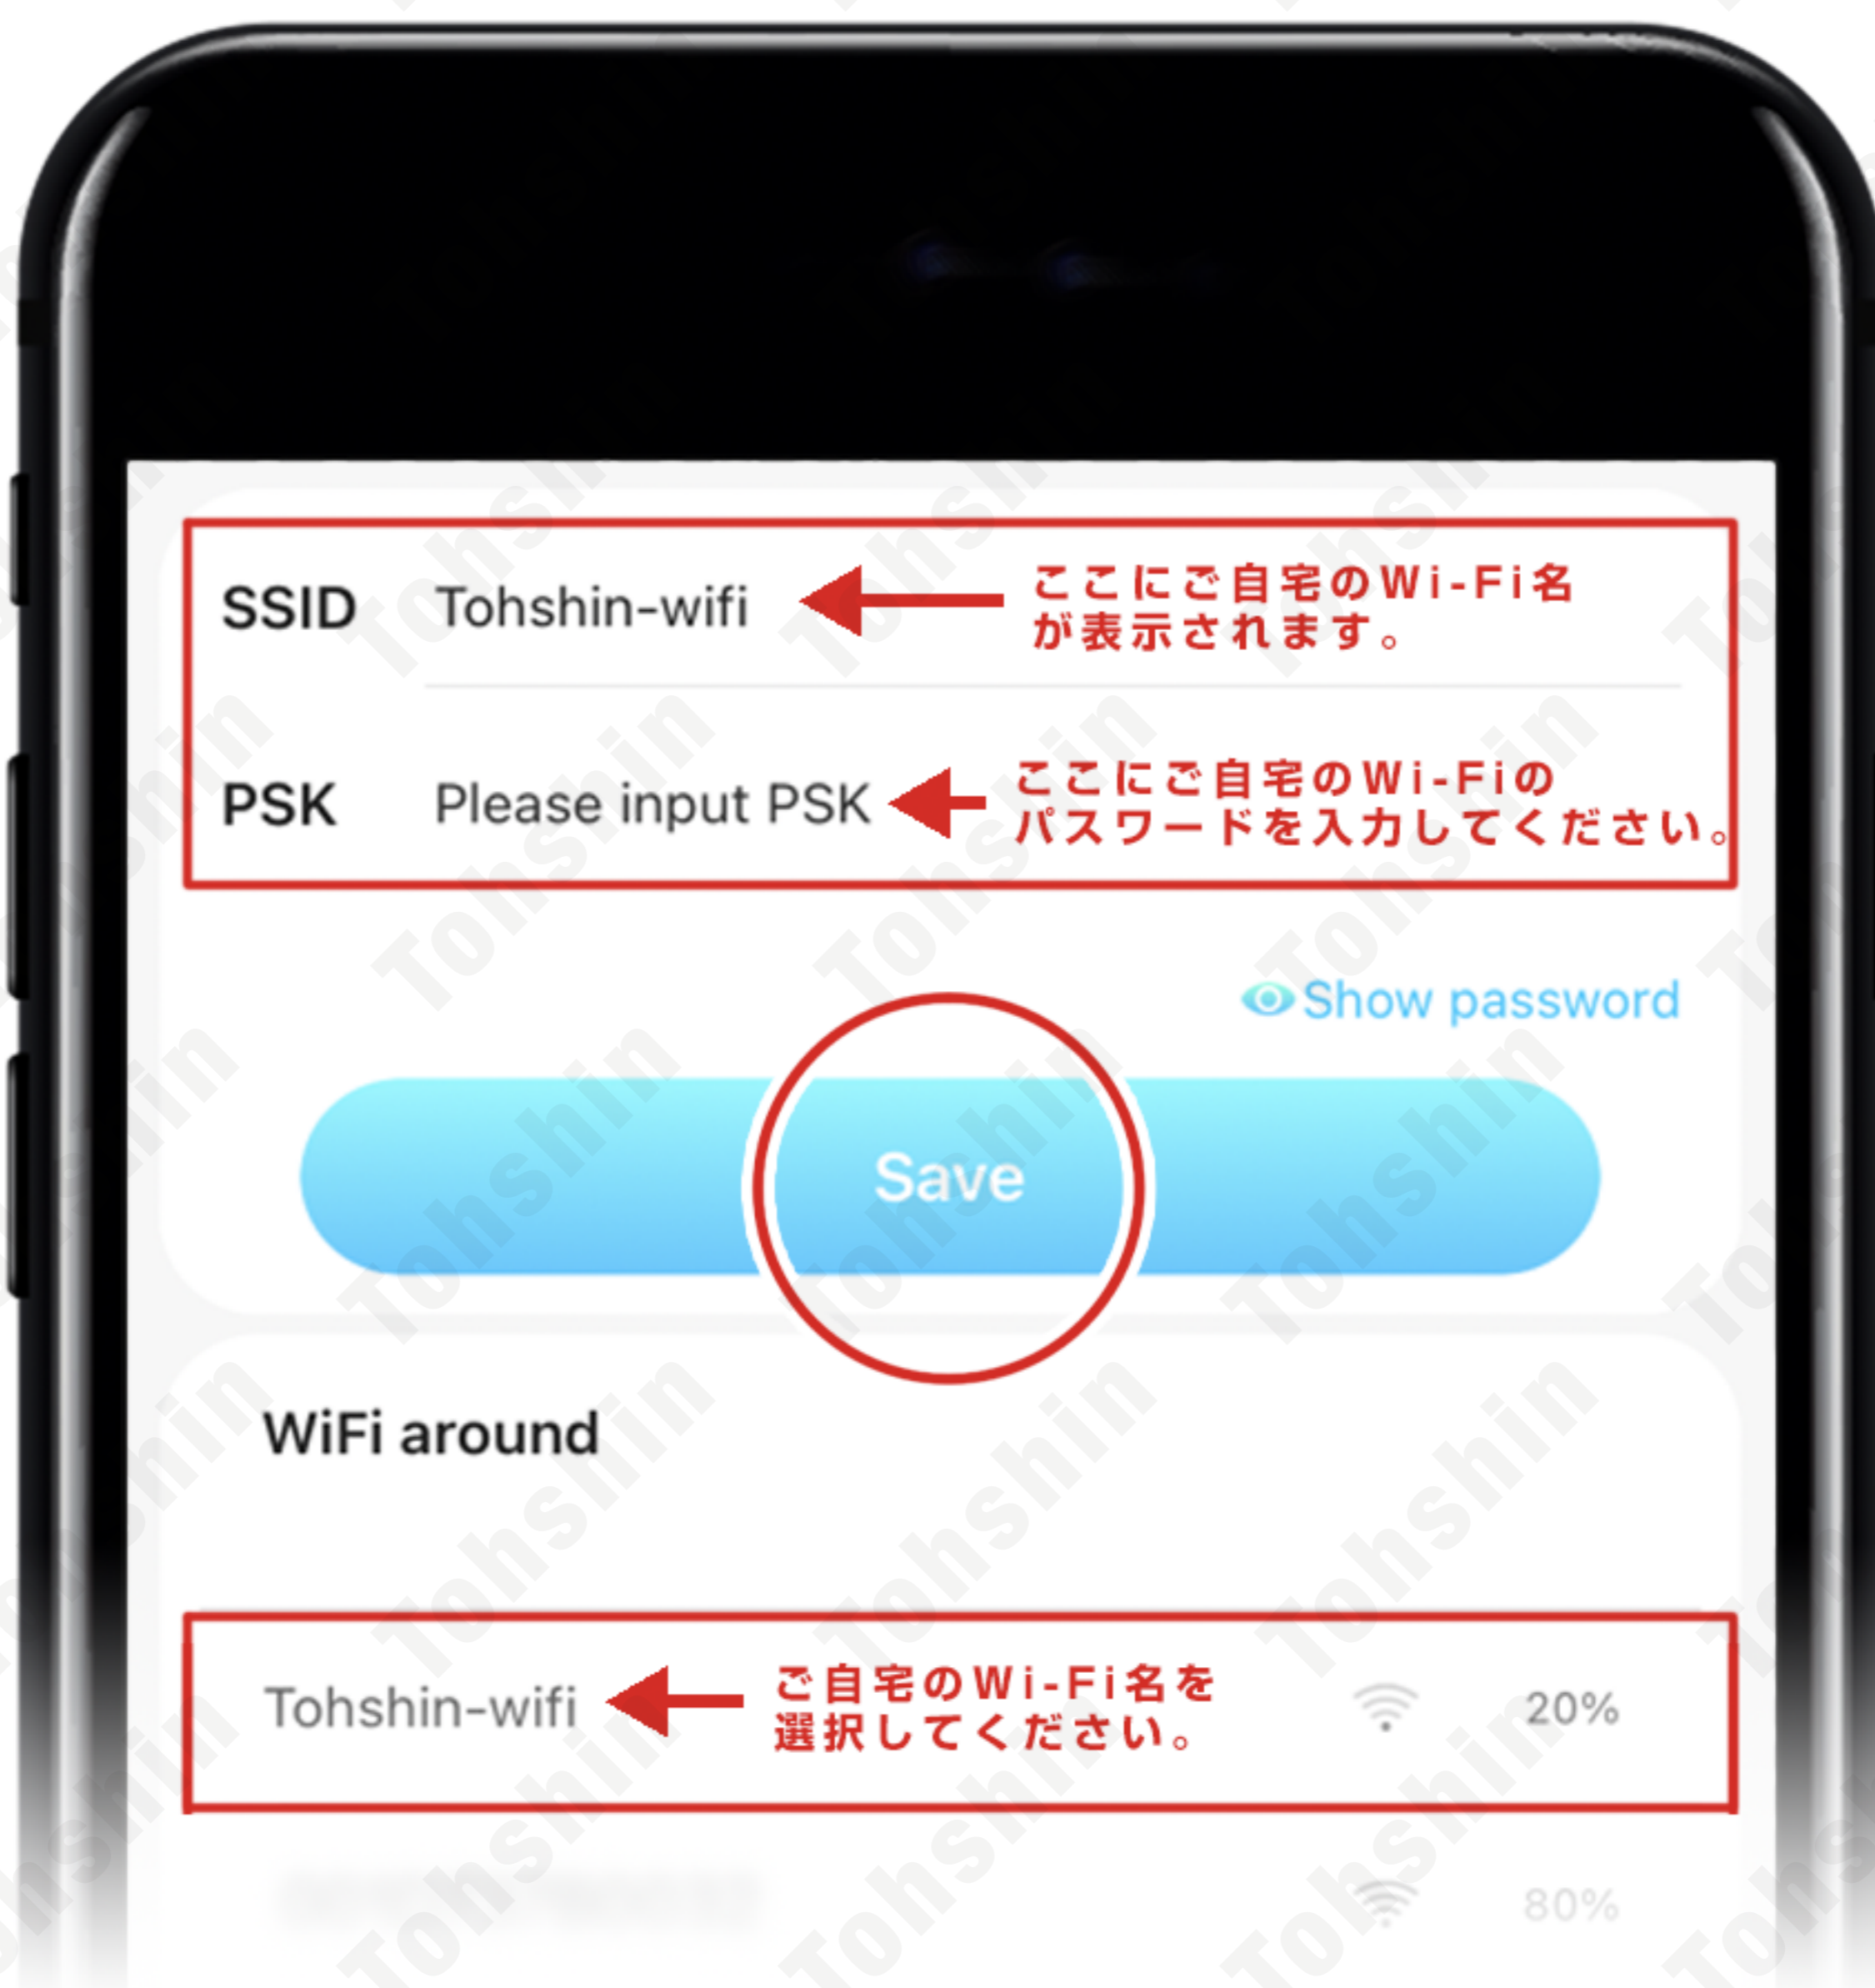 SSID
Tohshin-wifi
ここにご自宅のWi-Fi名
が表示されます。
PSK
Please input PSK
ここにご自宅のWi-Fiの
パスワードを入力してください。
Show password
Save
WiFi around
Tohshin-wifi
ご自宅のWi-Fi名を
選択してください。
20%
80%
Tohshin